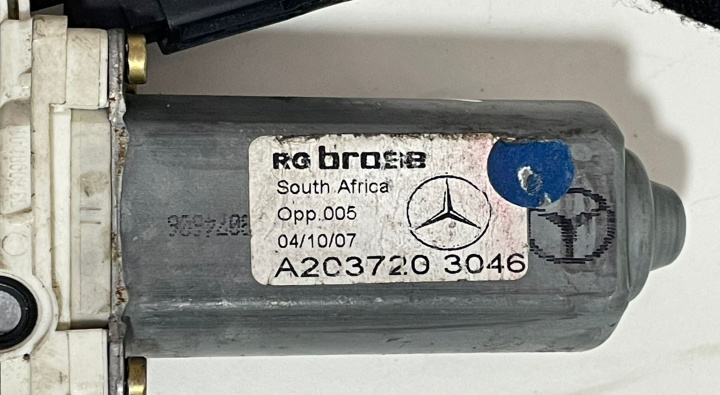 RG brose
South Africa
Opp.005
04/10/07
A203720 3046